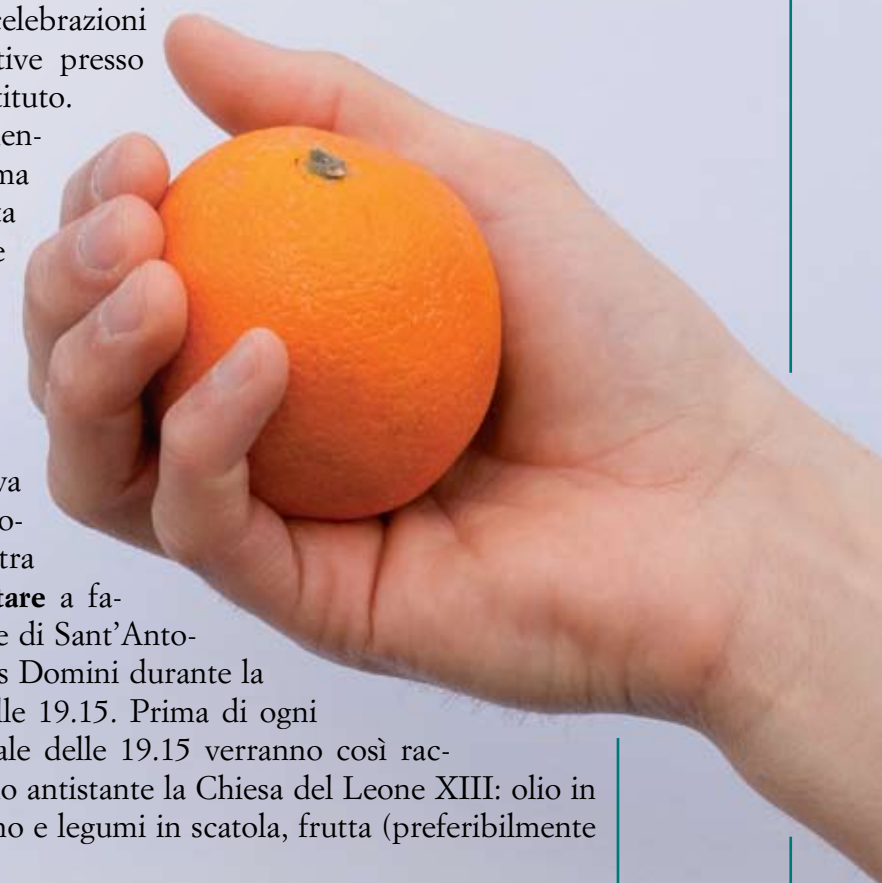 celebrazioni
tive presso
tituto.
en-
ma
ta
e
va
o-
tra
tare a fa-
e di Sant'Anto-
s Domini durante la
lle 19.15. Prima di ogni
ale delle 19.15 verranno così rac-
o antistante la Chiesa del Leone XIII: olio in
no e legumi in scatola, frutta (preferibilmente